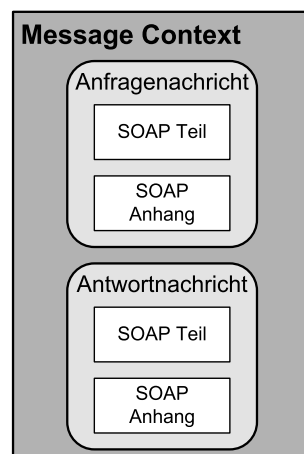 Message Context
Anfragenachricht
SOAP Teil
SOAP
Anhang
Antwortnachricht
SOAP Teil
SOAP
Anhang